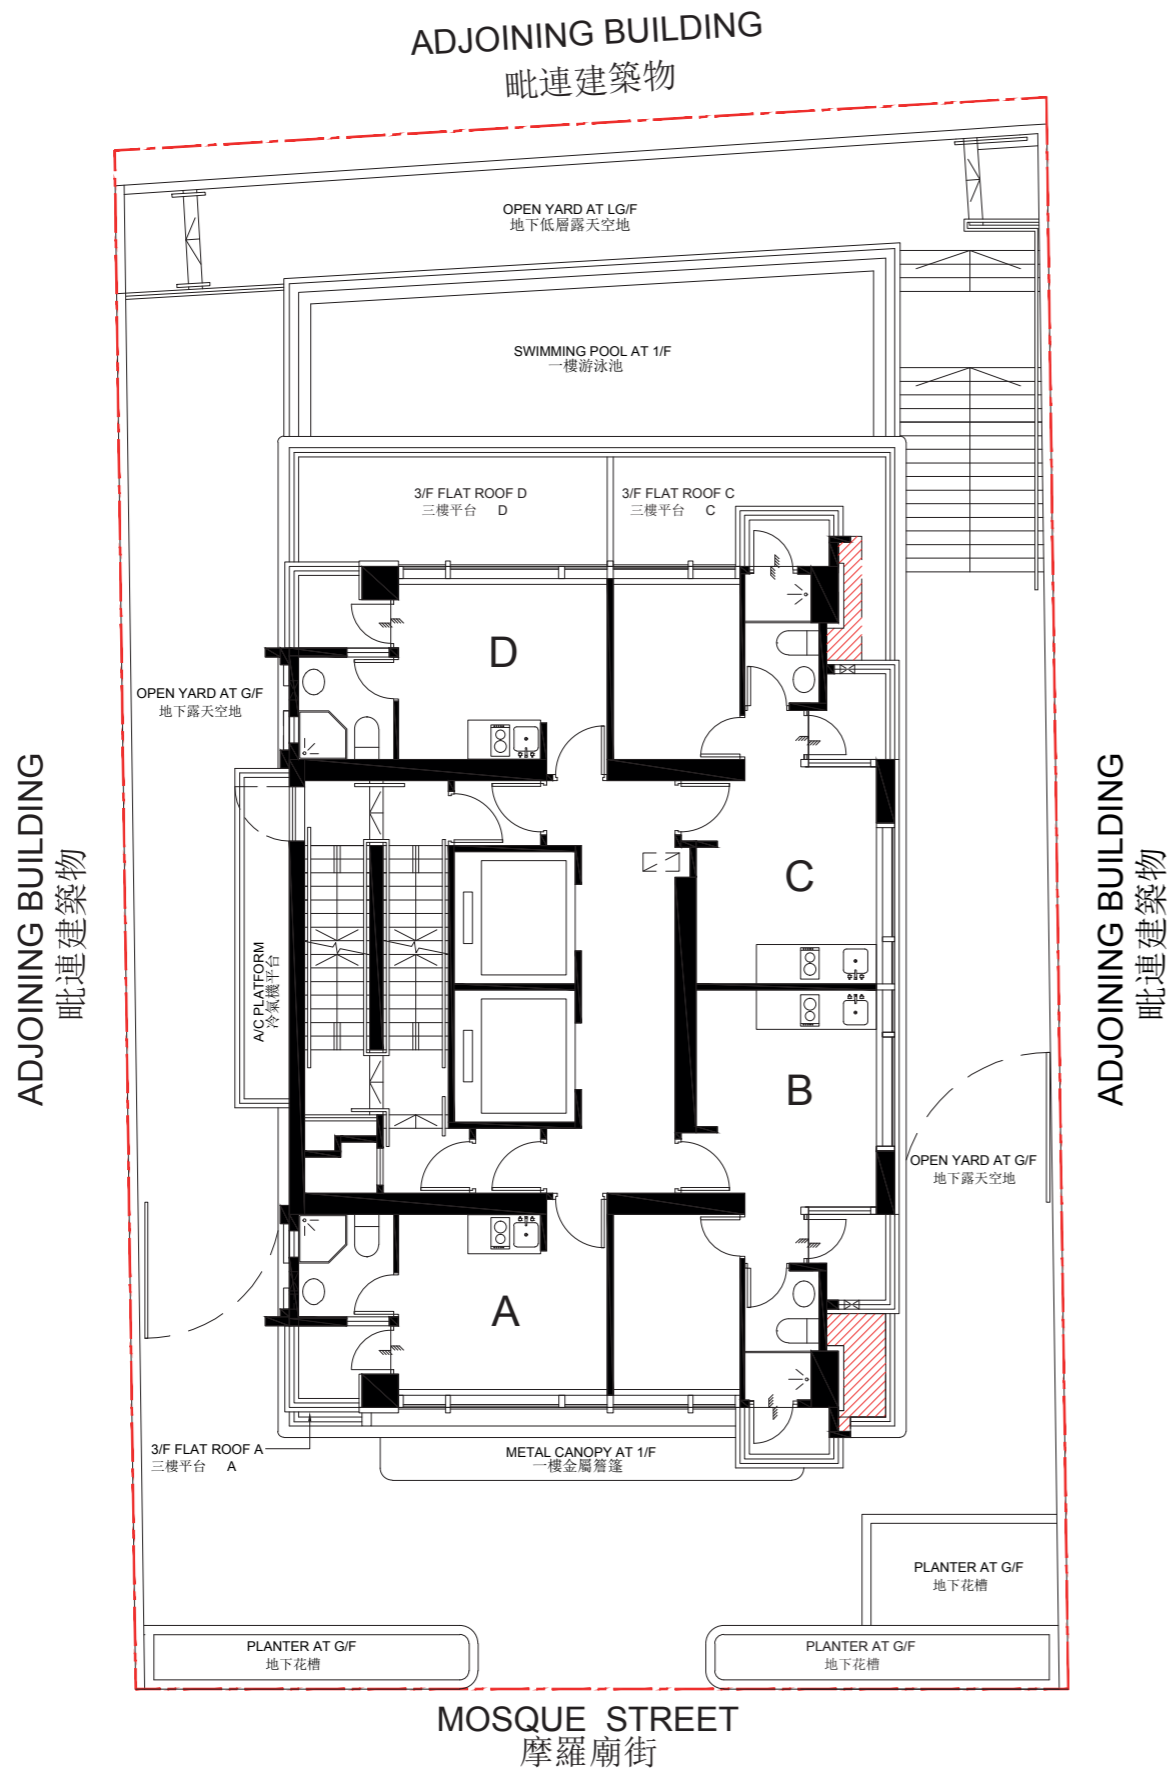 ADJOINING BUILDING
毗連建築物
OPEN YARD AT LG/F
地下低層露天空地
SWIMMING POOL AT 1/F
一樓游泳池
3/F FLAT ROOF D
三樓平台 D
3/F FLAT ROOF C
三樓平台 C
D
OPEN YARD AT G/F
地下露天空地
ADJOINING BUILDING
毗連建築物
A/C PLATFORM
冷氣機平台
C
B
ADJOINING BUILDING
毗連建築物
OPEN YARD AT G/F
地下露天空地
A
3/F FLAT ROOF A
三樓平台 A
METAL CANOPY AT 1/F
一樓金屬簷篷
PLANTER AT G/F
地下花槽
PLANTER AT G/F
地下花槽
PLANTER AT G/F
地下花槽
MOSQUE STREET
摩羅廟街